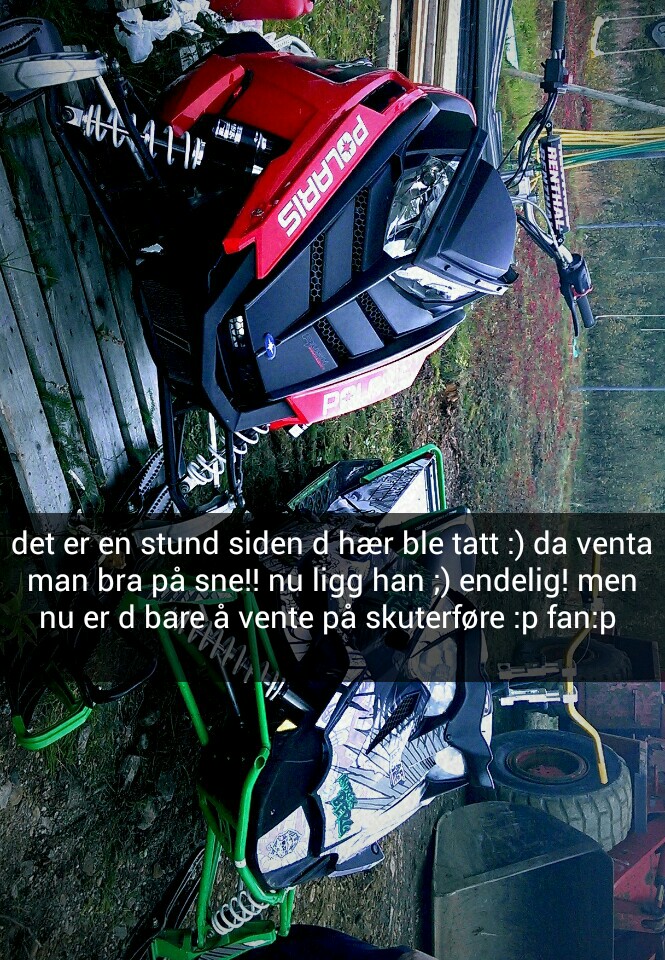 POLARIS
POLA
RENTHAL
det er en stund siden d hær ble tatt :) da venta
man bra på sne!! nu ligg han ;) endelig! men
nu er d bare å vente på skuterføre :p fan:p